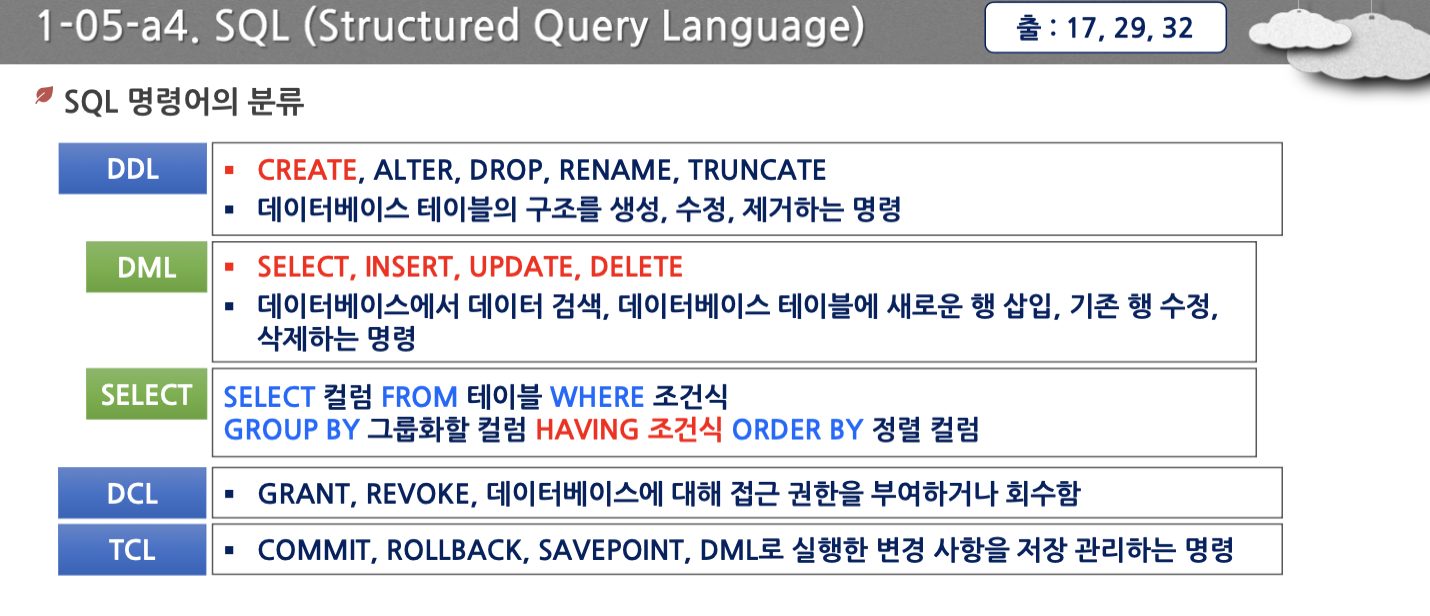 1-05-a4. SQL (Structured Query Language)
출 : 17, 29, 32
SQL 명령어의 분류
DDL
▪ CREATE, ALTER, DROP, RENAME, TRUNCATE
▪ 데이터베이스 테이블의 구조를 생성, 수정, 제거하는 명령
DML
▪ SELECT, INSERT, UPDATE, DELETE
▪ 데이터베이스에서 데이터 검색, 데이터베이스 테이블에 새로운 행 삽입, 기존 행 수정,
삭제하는 명령
SELECT
SELECT 컬럼 FROM 테이블 WHERE 조건식
GROUP BY 그룹화할 컬럼 HAVING 조건식 ORDER BY 정렬 컬럼
DCL
▪ GRANT, REVOKE, 데이터베이스에 대해 접근 권한을 부여하거나 회수함
TCL
▪ COMMIT, ROLLBACK, SAVEPOINT, DML로 실행한 변경 사항을 저장 관리하는 명령